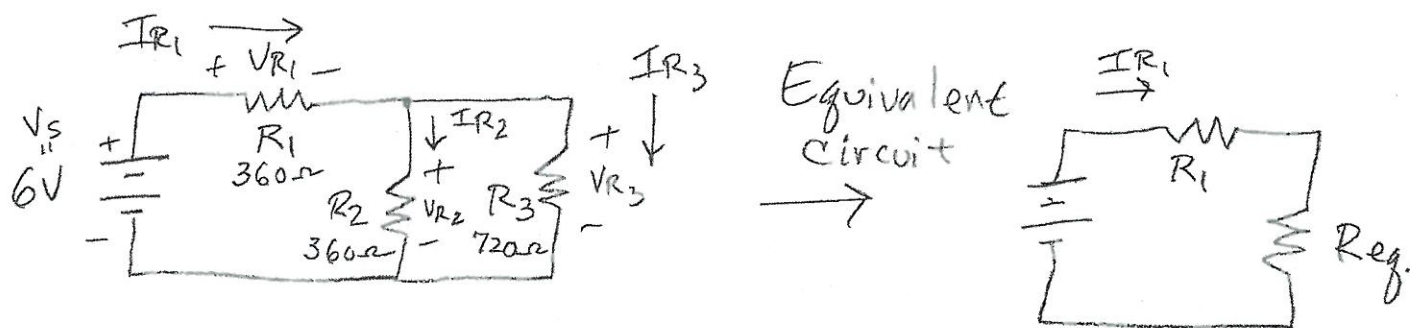 IR1
+ VR1 −
Vs
=
6V
+
−
R1
360Ω
IR2
+
VR2
−
R2
360Ω
R3
720Ω
IR3
+
VR3
−
Equivalent
Circuit
IR1
R1
Req.